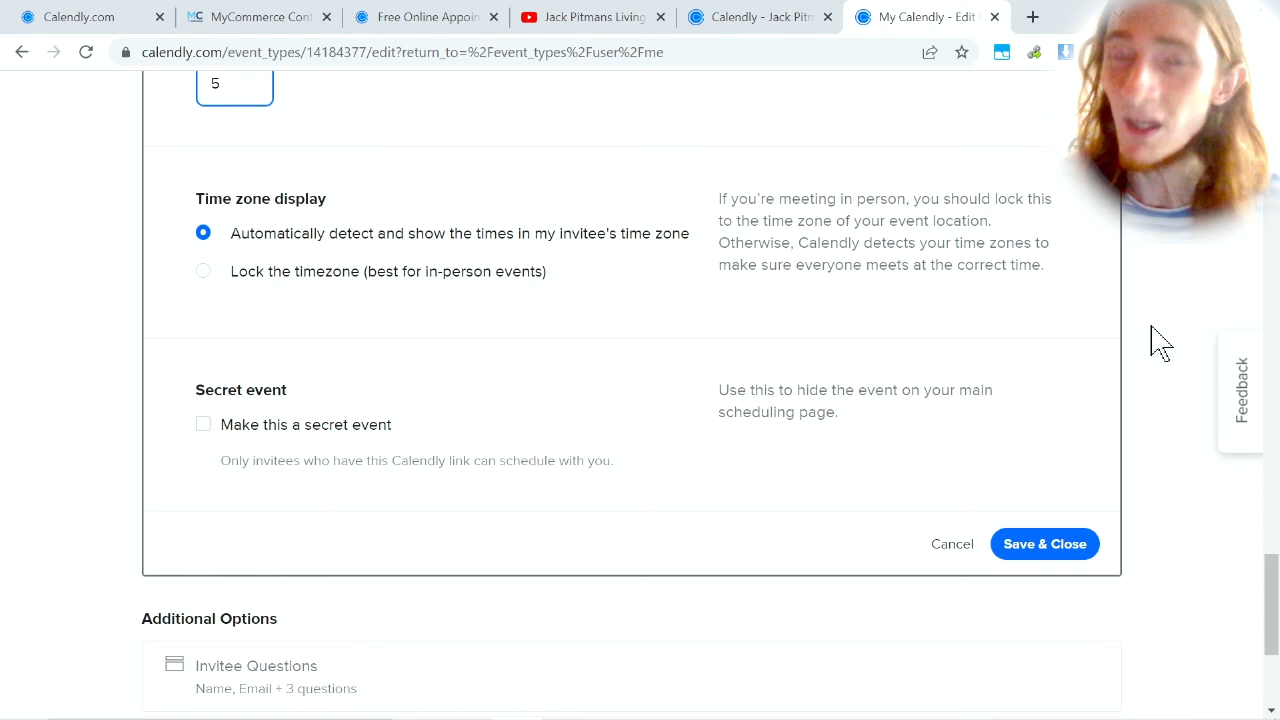 Calendly.com
MyCommerce Cont
Free Online Appoin
Jack Pitmans Living
Calendly - Jack Pitm
My Calendly - Edit
calendly.com/event_types/14184377/edit?return_to=%2Fevent_types%2Fuser%2Fme
5
Time zone display
Automatically detect and show the times in my invitee's time zone
Lock the timezone (best for in-person events)
If you're meeting in person, you should lock this
to the time zone of your event location.
Otherwise, Calendly detects your time zones to
make sure everyone meets at the correct time.
Secret event
Make this a secret event
Only invitees who have this Calendly link can schedule with you.
Use this to hide the event on your main
scheduling page.
Feedback
Cancel
Save & Close
Additional Options
Invitee Questions
Name, Email + 3 questions